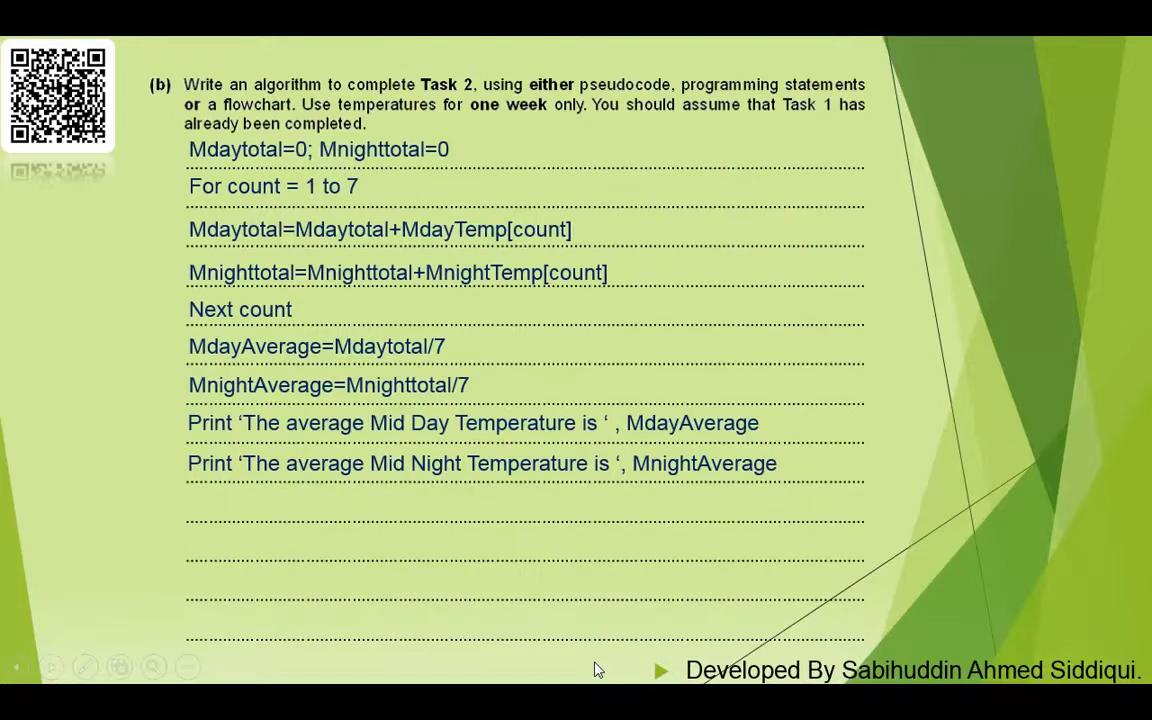 (b) Write an algorithm to complete Task 2, using either pseudocode, programming statements
or a flowchart. Use temperatures for one week only. You should assume that Task 1 has
already been completed.
Mdaytotal=0; Mnighttotal=0
For count = 1 to 7
Mdaytotal=Mdaytotal+MdayTemp[count]
Mnighttotal=Mnighttotal+MnightTemp[count]
Next count
MdayAverage=Mdaytotal/7
MnightAverage=Mnighttotal/7
Print ‘The average Mid Day Temperature is ‘ , MdayAverage
Print ‘The average Mid Night Temperature is ‘, MnightAverage
Developed By Sabihuddin Ahmed Siddiqui.